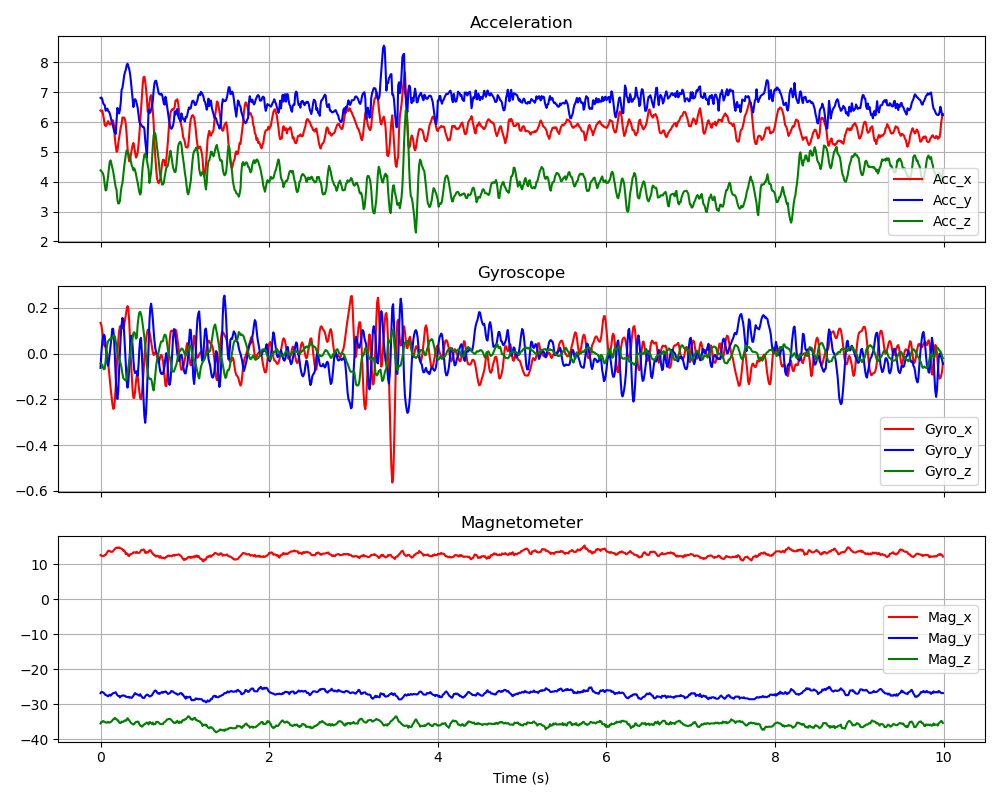 Acceleration
8
7
6
5
4
3
2
Acc_x
Acc_y
Acc_z
Gyroscope
0.2
0.0
−0.2
−0.4
−0.6
Gyro_x
Gyro_y
Gyro_z
Magnetometer
10
0
−10
−20
−30
−40
Mag_x
Mag_y
Mag_z
0 2 4 6 8 10
Time (s)